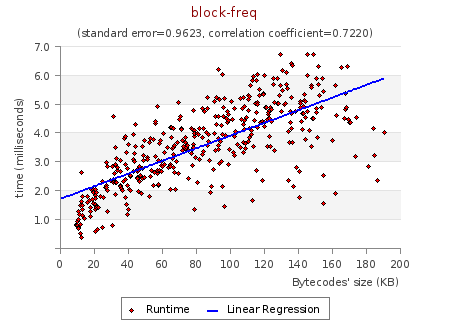 block-freq
(standard error=0.9623, correlation coefficient=0.7220)
7.0
6.0
5.0
4.0
3.0
2.0
1.0
time (milliseconds)
0 20 40 60 80 100 120 140 160 180 200
Bytecodes' size (KB)
Runtime Linear Regression